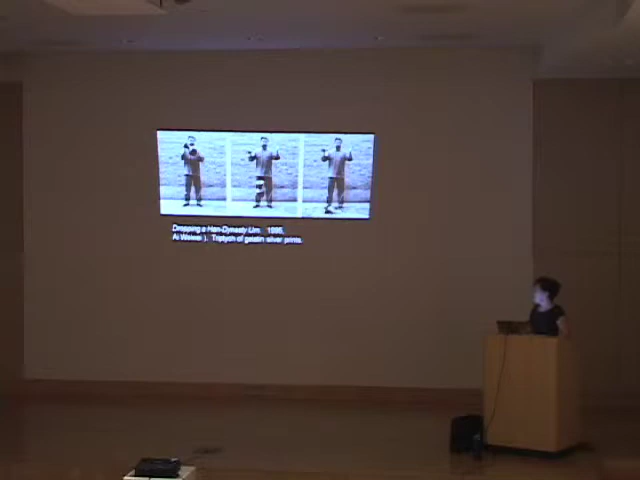 Dropping a Han-Dynasty Urn. 1995,
Ai Weiwei ). Triptych of gelatin silver prints.